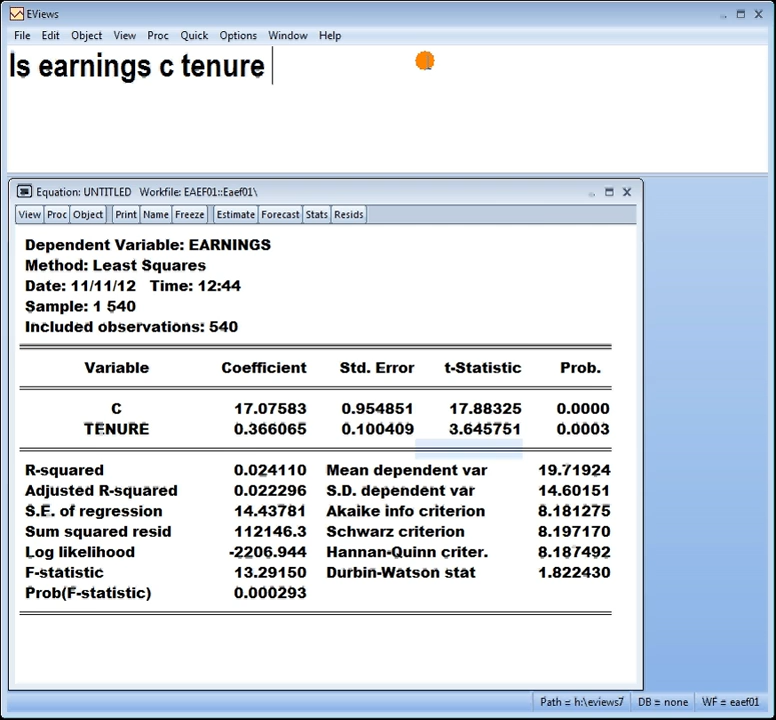 EViews
File Edit Object View Proc Quick Options Window Help
ls earnings c tenure
Equation: UNTITLED Workfile: EAEF01::Eaef01\
View Proc Object Print Name Freeze Estimate Forecast Stats Resids
Dependent Variable: EARNINGS
Method: Least Squares
Date: 11/11/12 Time: 12:44
Sample: 1 540
Included observations: 540
Variable Coefficient Std. Error t-Statistic Prob.
C 17.07583 0.954851 17.88325 0.0000
TENURE 0.366065 0.100409 3.645751 0.0003
R-squared 0.024110 Mean dependent var 19.71924
Adjusted R-squared 0.022296 S.D. dependent var 14.60151
S.E. of regression 14.43781 Akaike info criterion 8.181275
Sum squared resid 112146.3 Schwarz criterion 8.197170
Log likelihood -2206.944 Hannan-Quinn criter. 8.187492
F-statistic 13.29150 Durbin-Watson stat 1.822430
Prob(F-statistic) 0.000293
Path = h:\eviews7 DB = none WF = eaef01